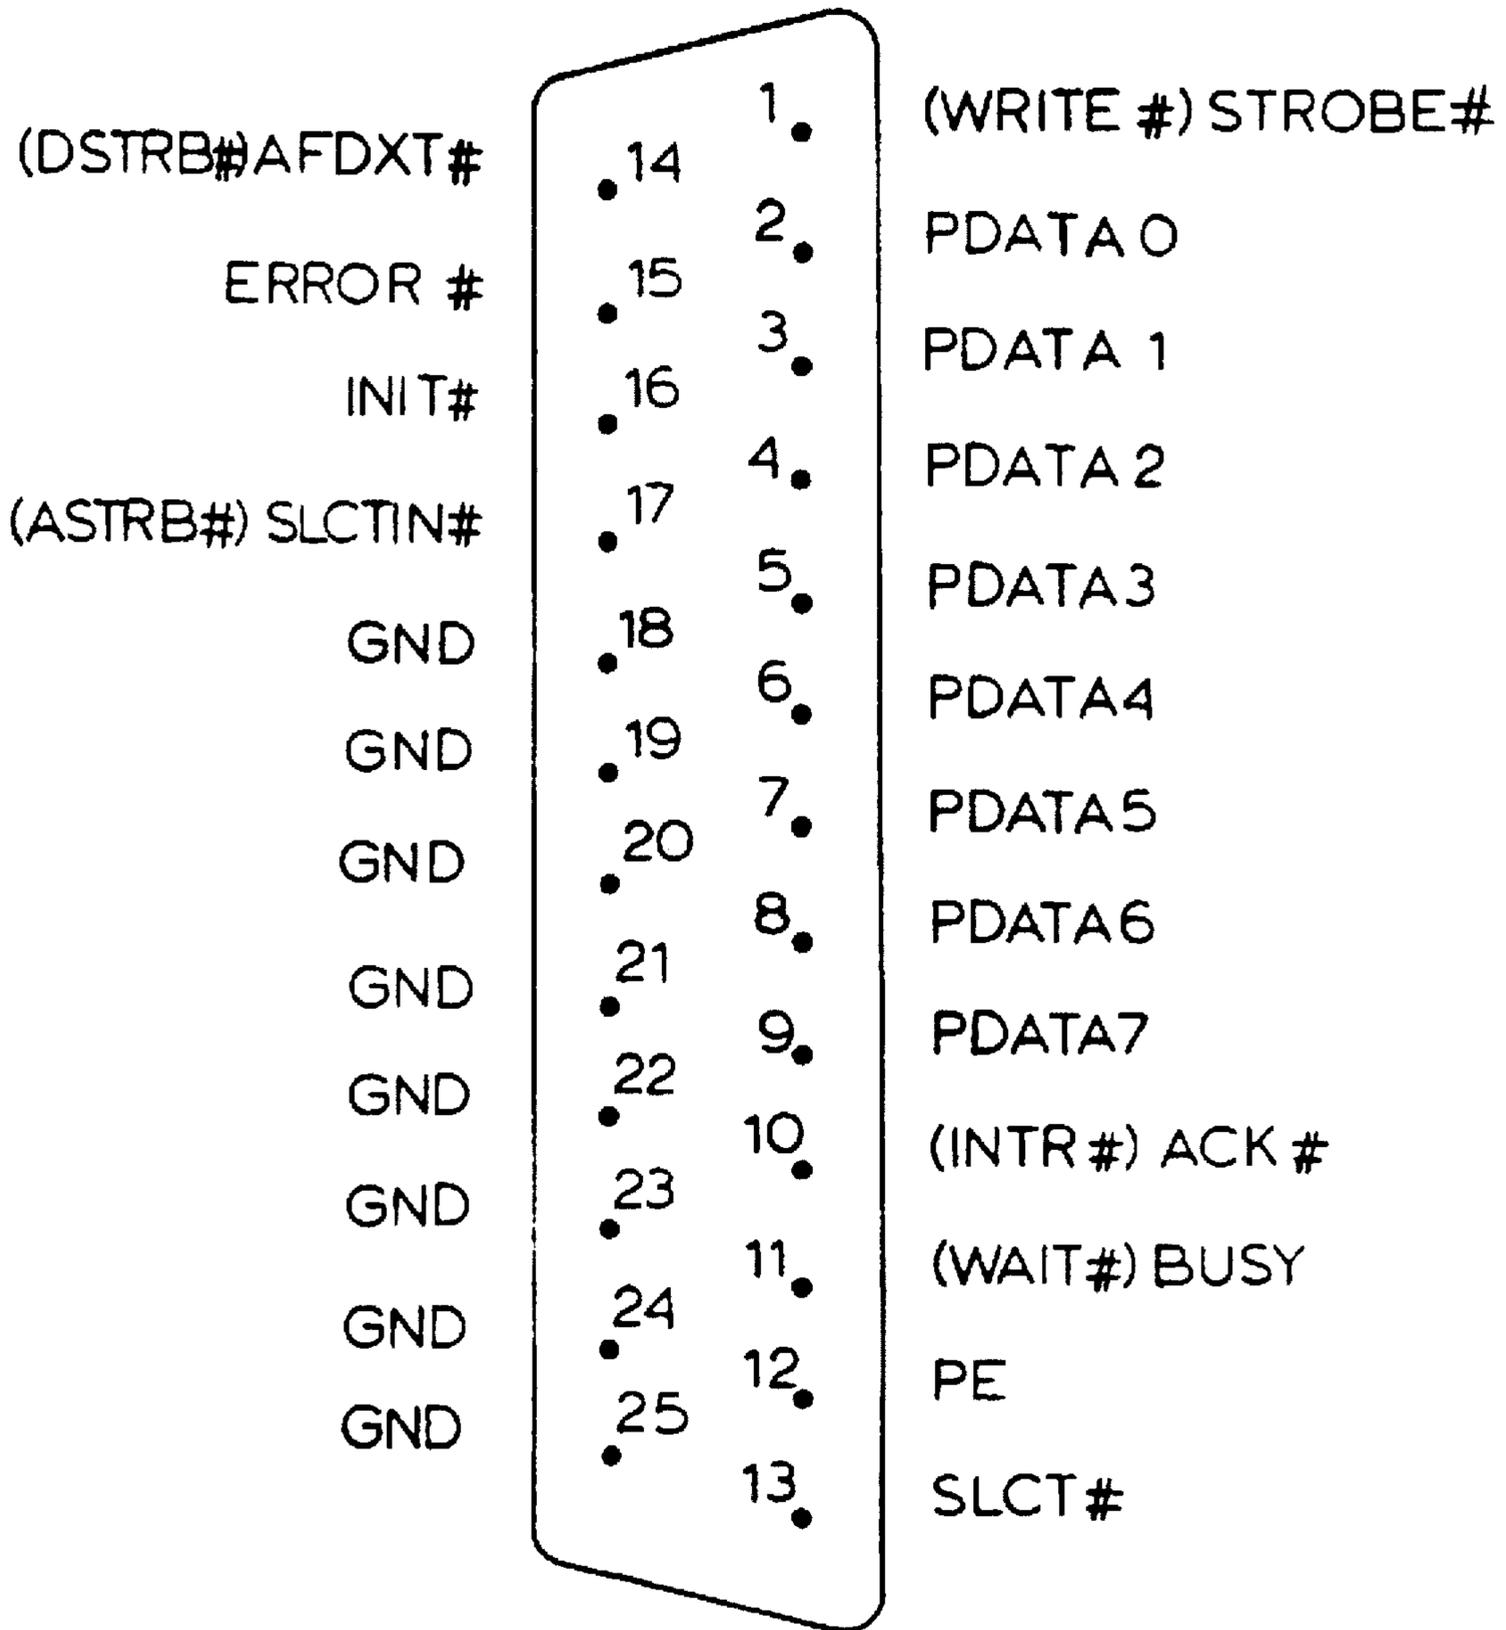 1 (WRITE #) STROBE#
(DSTRB#)AFDXT# 14
2 PDATA 0
ERROR # 15
3 PDATA 1
INIT# 16
4 PDATA 2
(ASTRB#) SLCTIN# 17
5 PDATA3
GND 18
6 PDATA4
GND 19
7 PDATA5
GND 20
8 PDATA6
GND 21
9 PDATA7
GND 22
10 (INTR #) ACK #
GND 23
11 (WAIT#) BUSY
GND 24
12 PE
GND 25
13 SLCT#